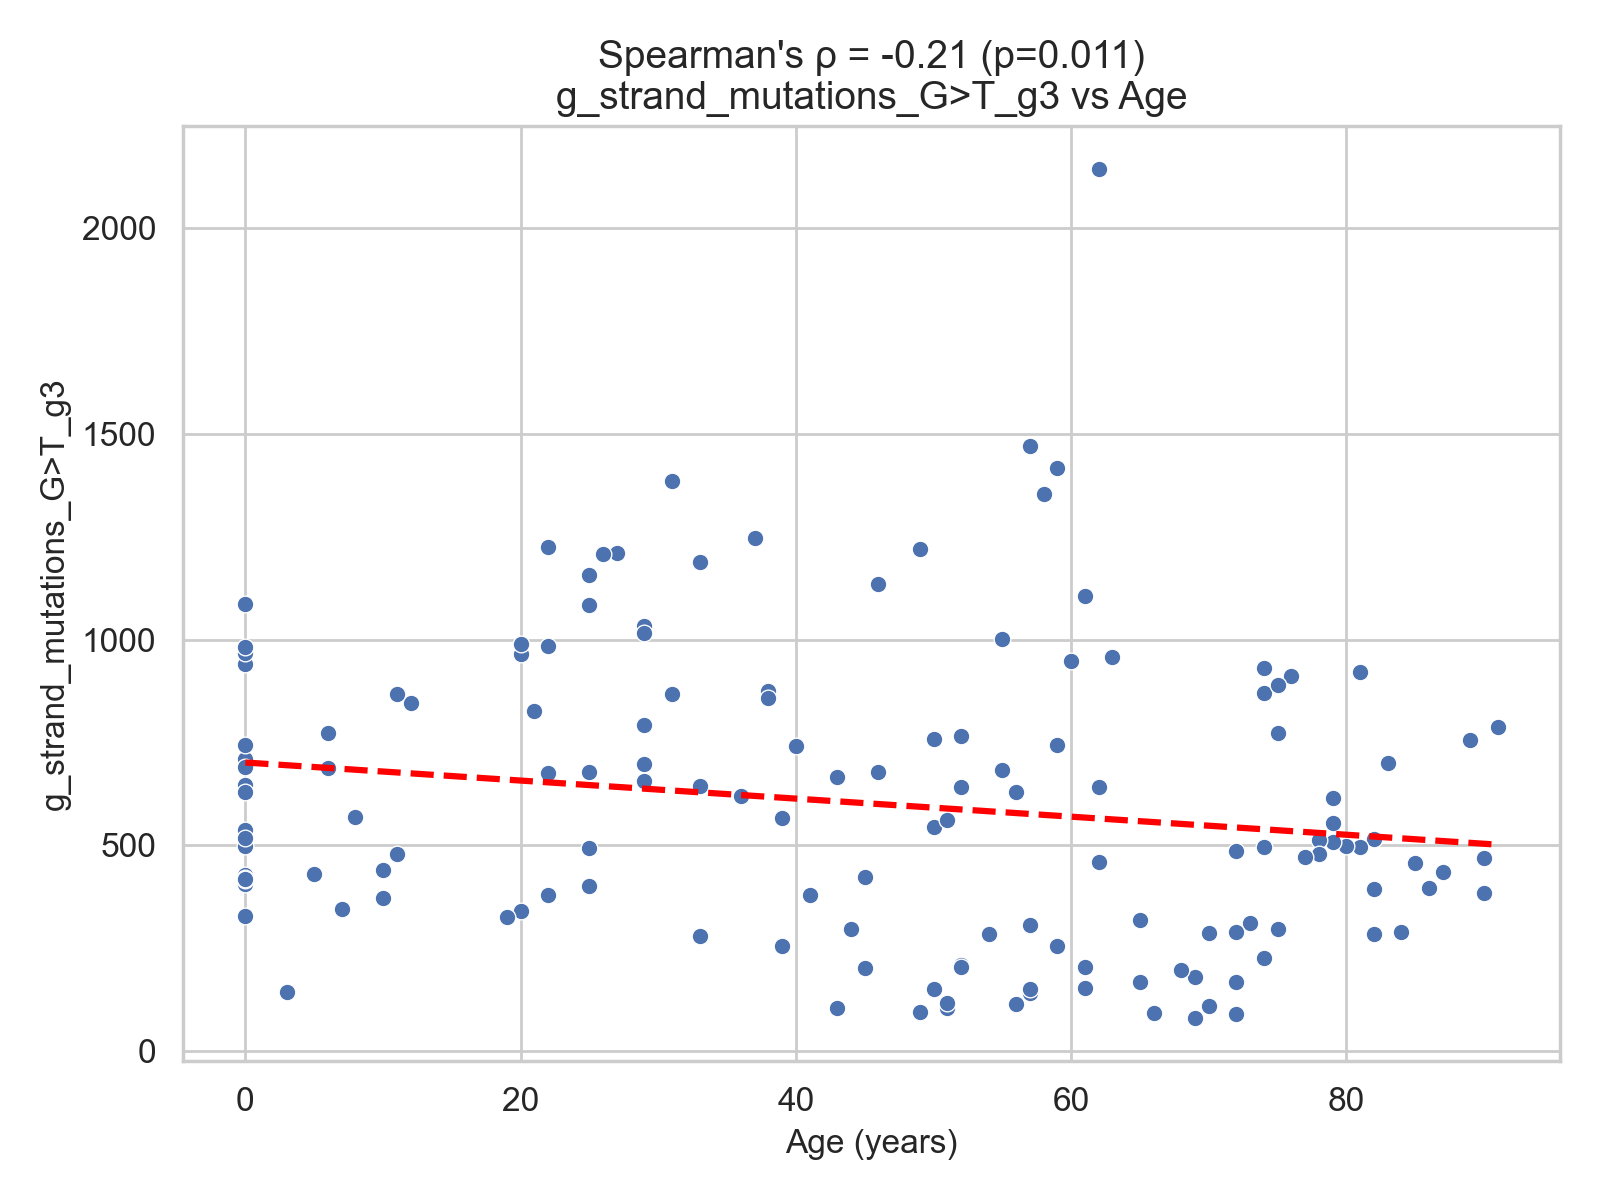 Spearman's ρ = -0.21 (p=0.011)
g_strand_mutations_G>T_g3 vs Age
g_strand_mutations_G>T_g3
2000
1500
1000
500
0
0 20 40 60 80
Age (years)